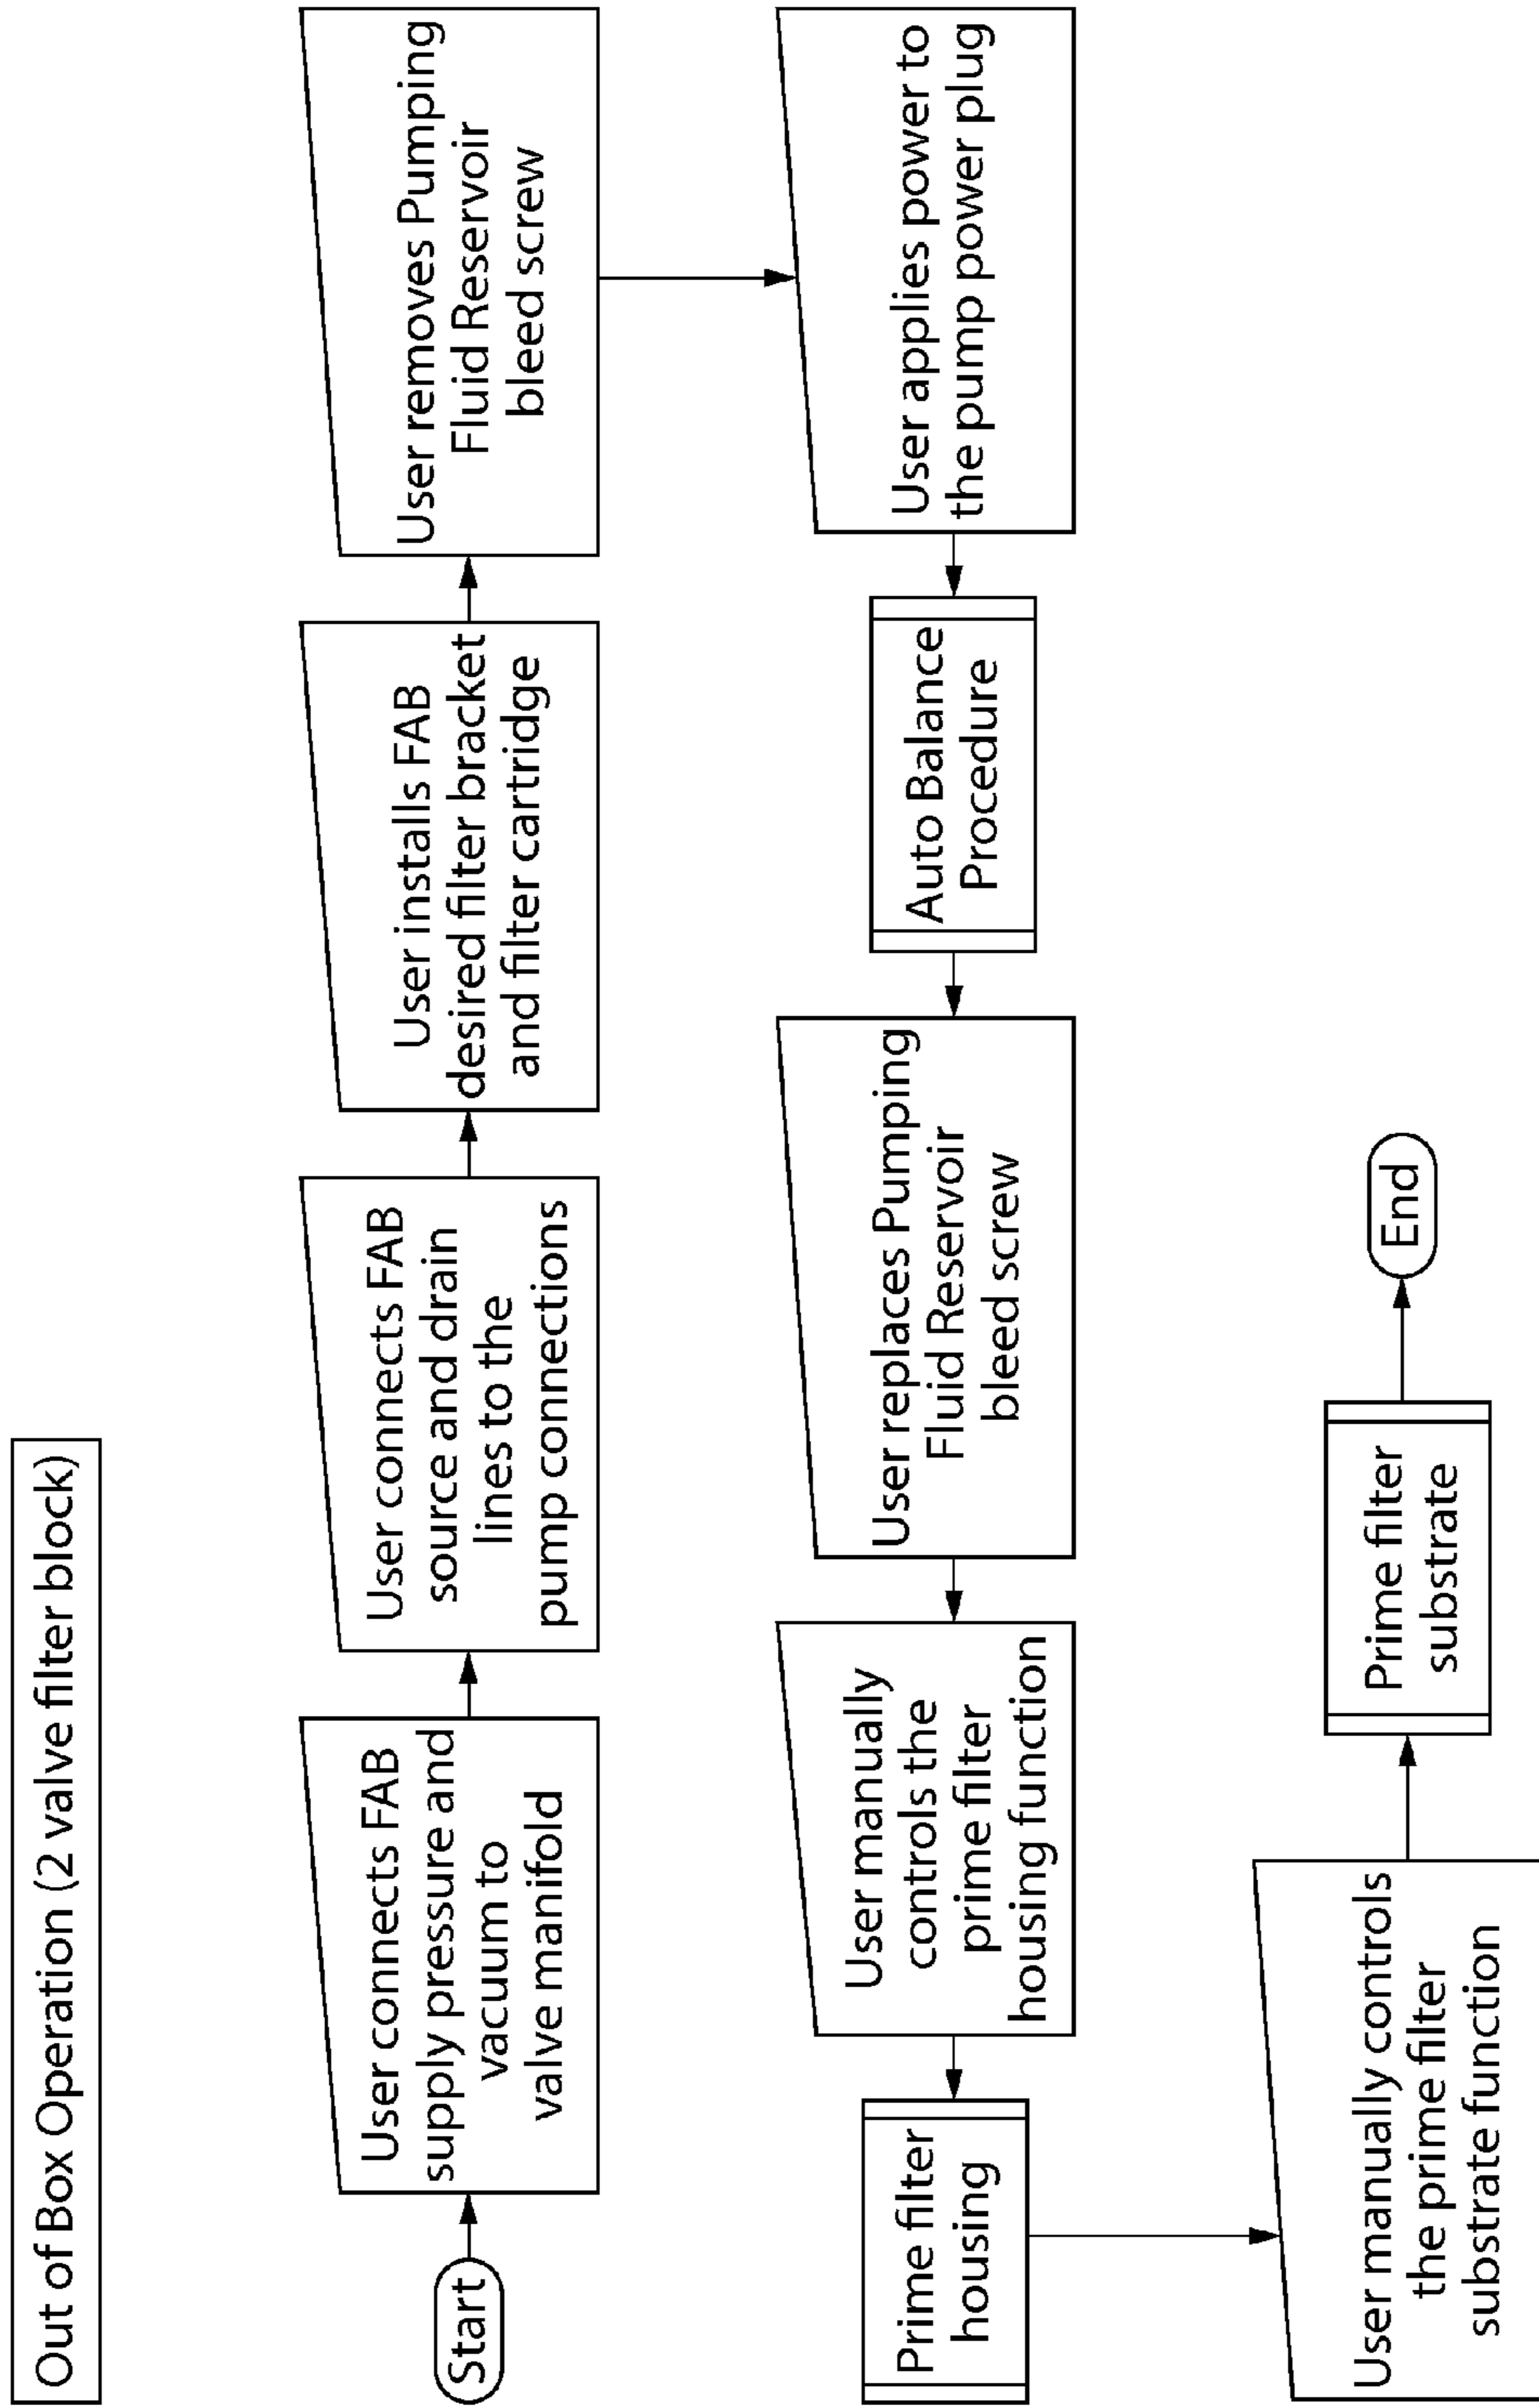 Out of Box Operation (2 valve filter block)
Start
User connects FAB
supply pressure and
vacuum to
valve manifold
User connects FAB
source and drain
lines to the
pump connections
User installs FAB
desired filter bracket
and filter cartridge
User removes Pumping
Fluid Reservoir
bleed screw
User applies power to
the pump power plug
Auto Balance
Procedure
User replaces Pumping
Fluid Reservoir
bleed screw
User manually
controls the
prime filter
housing function
Prime filter
housing
User manually controls
the prime filter
substrate function
Prime filter
substrate
End